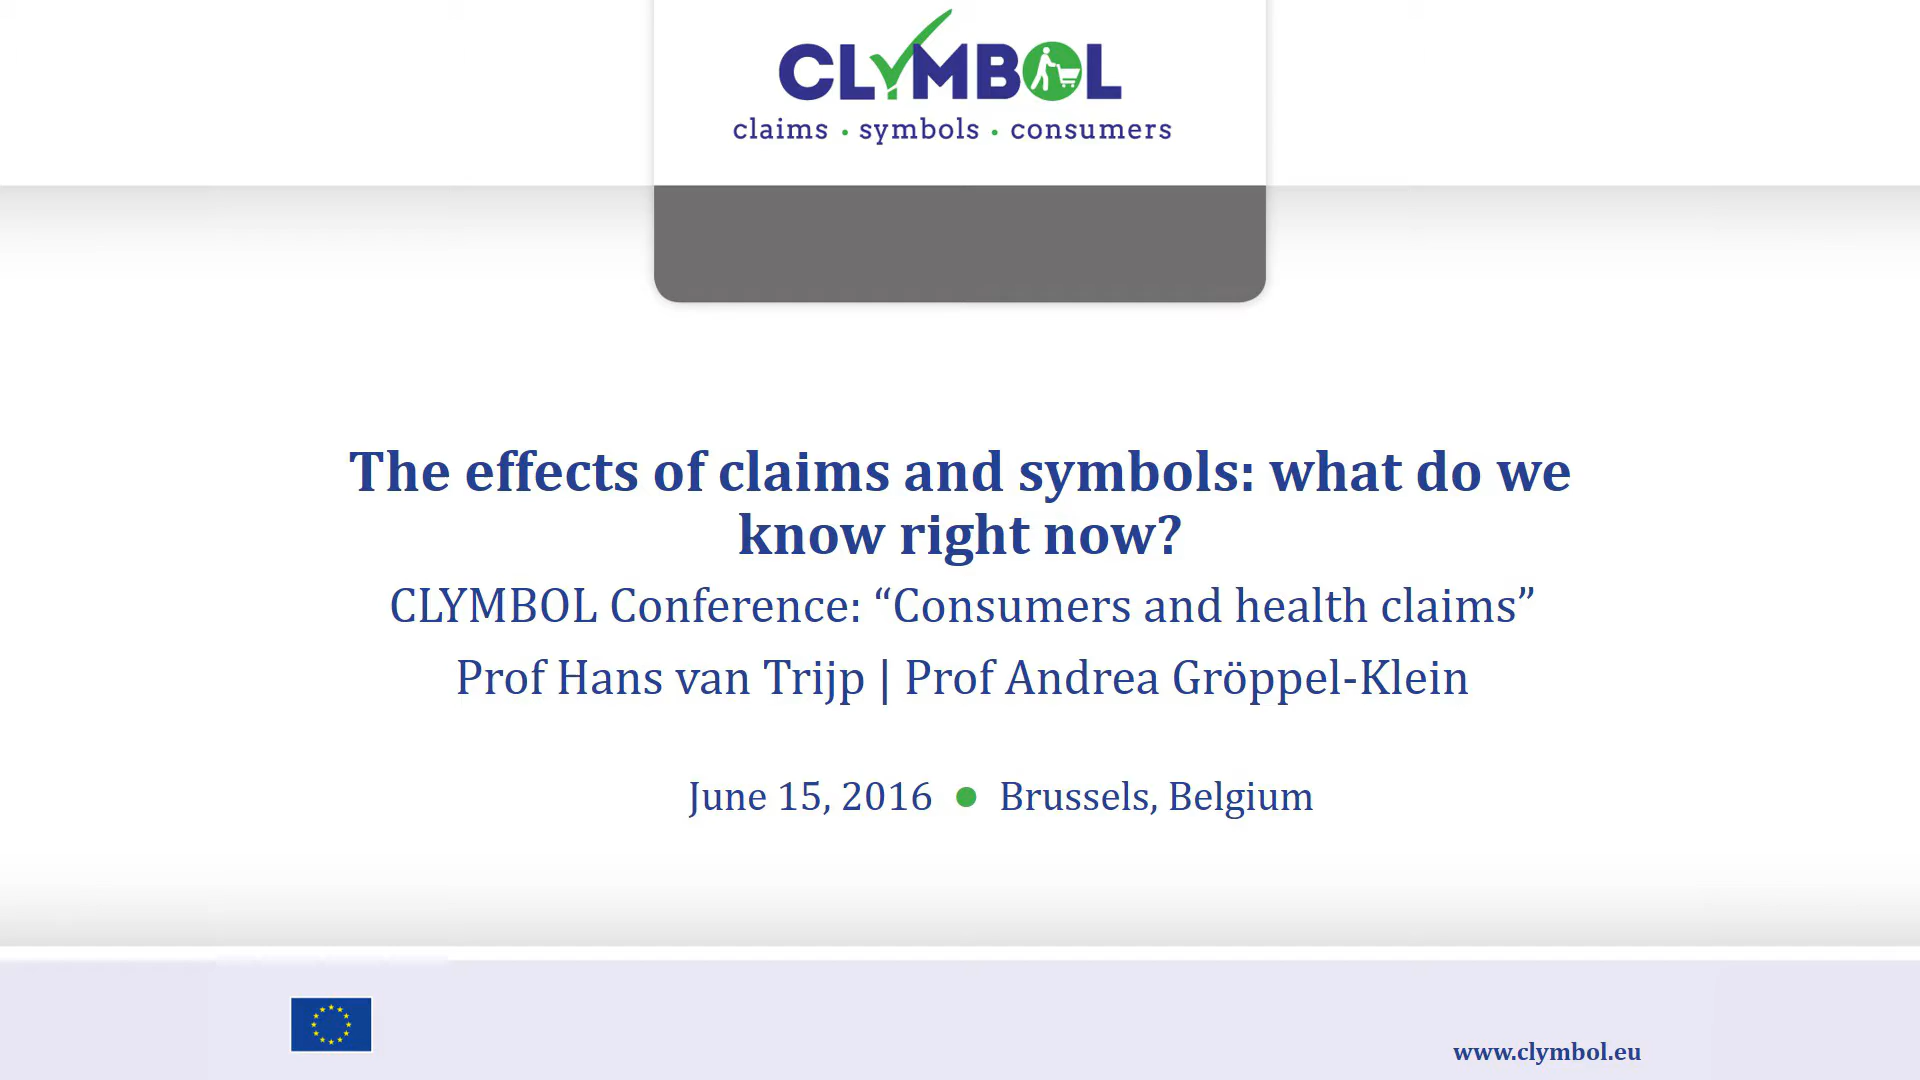 CLYMBOL
claims • symbols • consumers
The effects of claims and symbols: what do we
know right now?
CLYMBOL Conference: “Consumers and health claims”
Prof Hans van Trijp | Prof Andrea Gröppel-Klein
June 15, 2016 ● Brussels, Belgium
www.clymbol.eu